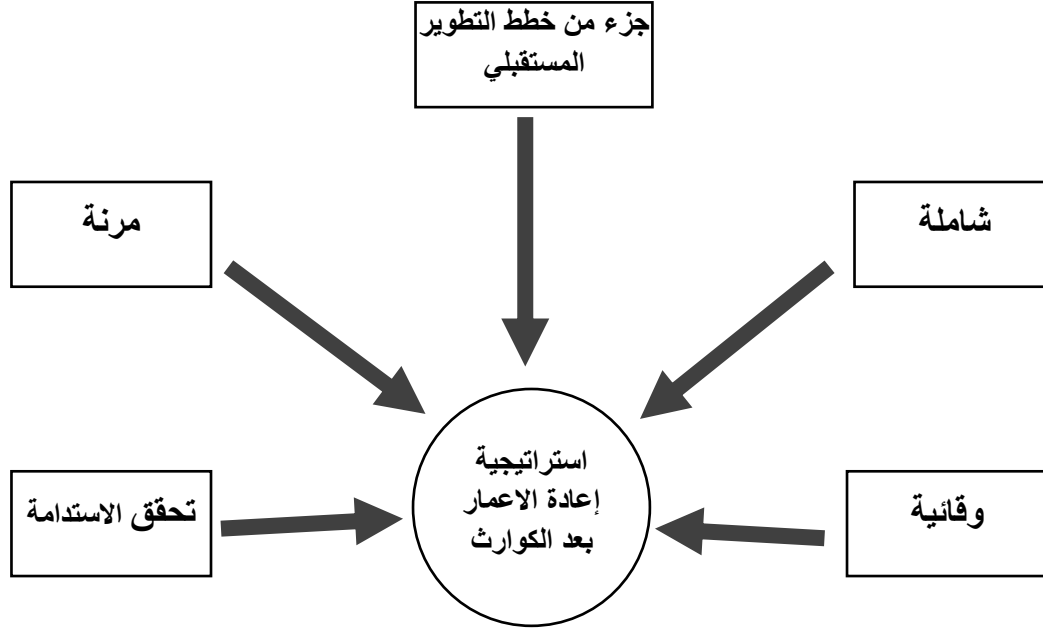 جزء من خطط التطوير
المستقبلي
شاملة
مرنة
استراتيجية
إعادة الاعمار
بعد الكوارث
وقائية
تحقق الاستدامة